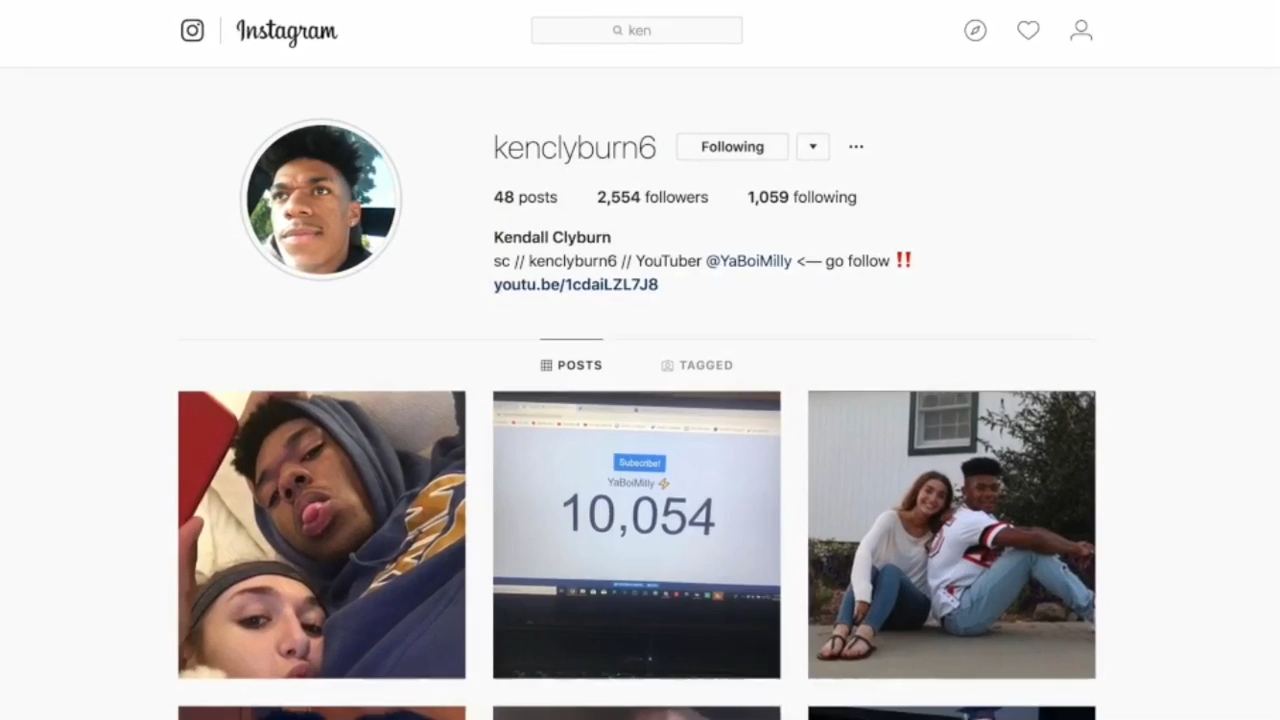 Instagram
ken
kenclyburn6 Following
48 posts 2,554 followers 1,059 following
Kendall Clyburn
sc // kenclyburn6 // YouTuber @YaBoiMilly <— go follow ‼️
youtu.be/1cdaiLZL7J8
POSTS TAGGED
Subscribe!
YaBoiMilly ⚡
10,054